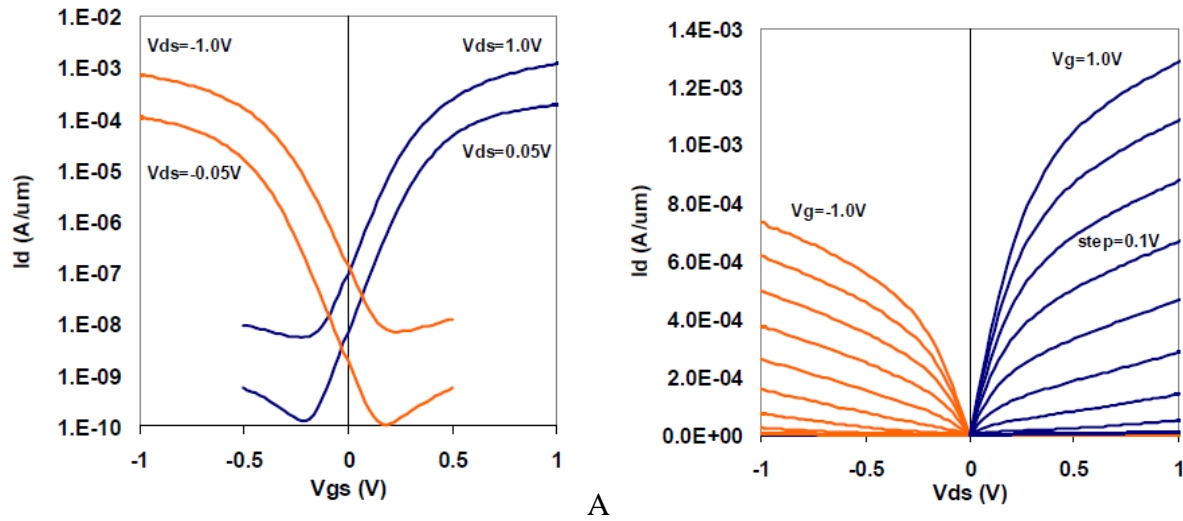 1.E-02
Vds=-1.0V
Vds=1.0V
1.E-03
1.E-04
Vds=-0.05V
Vds=0.05V
1.E-05
1.E-06
1.E-07
1.E-08
1.E-09
1.E-10
Id (A/um)
-1
-0.5
0
0.5
1
Vgs (V)
A
1.4E-03
Vg=1.0V
1.2E-03
1.0E-03
8.0E-04
Vg=-1.0V
step=0.1V
6.0E-04
4.0E-04
2.0E-04
0.0E+00
Id (A/um)
-1
-0.5
0
0.5
1
Vds (V)